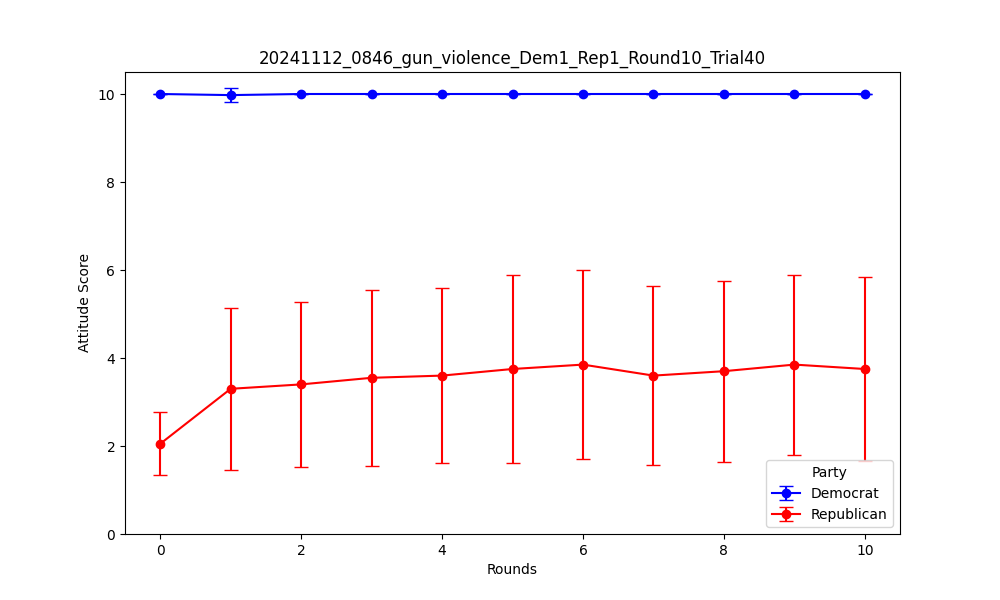 20241112_0846_gun_violence_Dem1_Rep1_Round10_Trial40
Attitude Score
10
8
6
4
2
0
0 2 4 6 8 10
Rounds
Party
Democrat
Republican